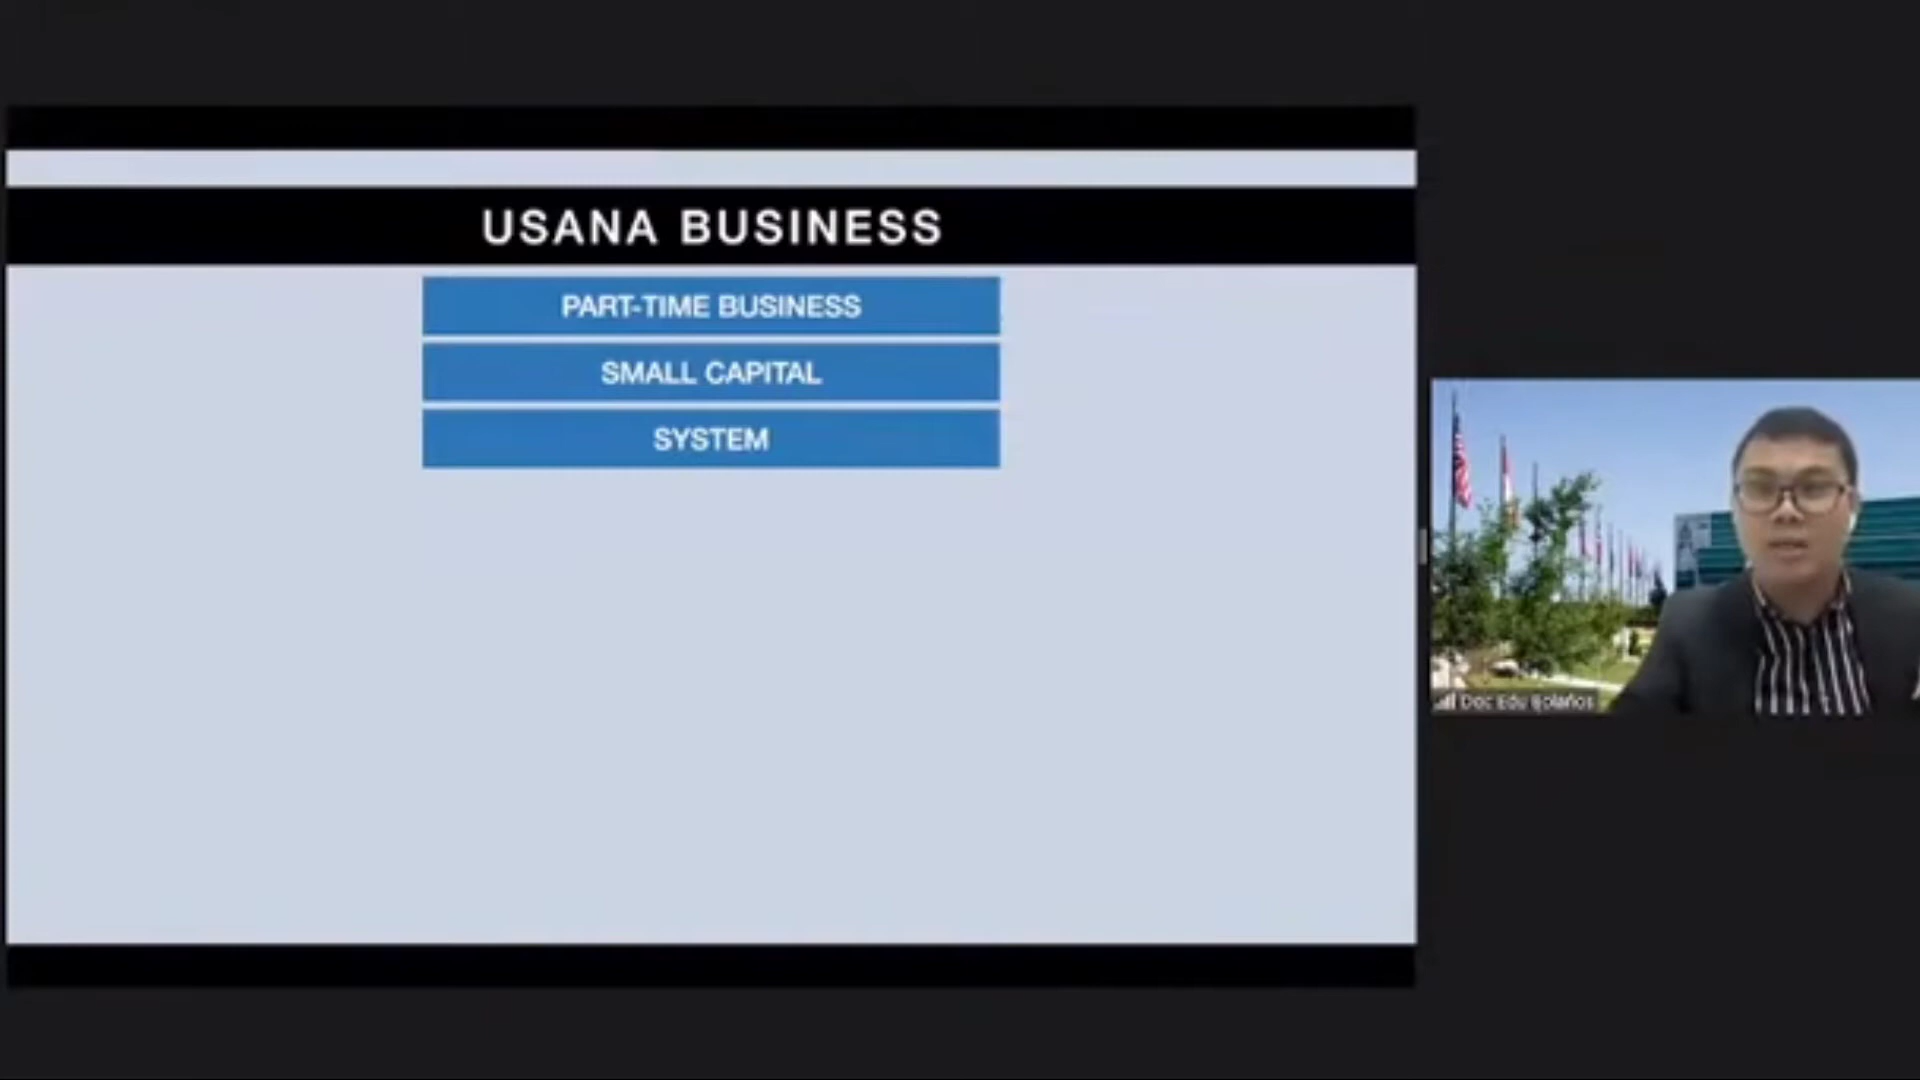 USANA BUSINESS
PART-TIME BUSINESS
SMALL CAPITAL
SYSTEM
Doc Edu Bolaños